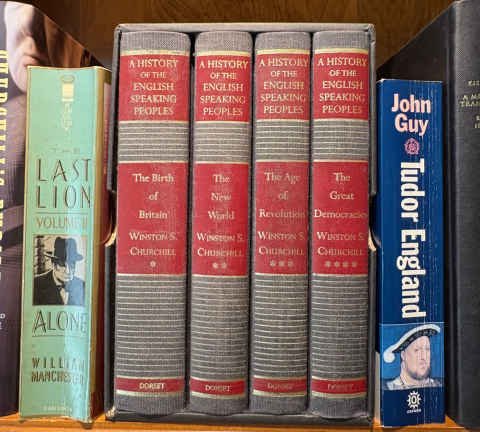 THE
LAST
LION
VOLUME II
ALONE
WILLIAM
MANCHESTER
A HISTORY
OF THE
ENGLISH
SPEAKING
PEOPLES
The Birth
of
Britain
WINSTON S.
CHURCHILL
*
DORSET
A HISTORY
OF THE
ENGLISH
SPEAKING
PEOPLES
The
New
World
WINSTON S.
CHURCHILL
**
DORSET
A HISTORY
OF THE
ENGLISH
SPEAKING
PEOPLES
The Age
of
Revolution
WINSTON S.
CHURCHILL
***
DORSET
A HISTORY
OF THE
ENGLISH
SPEAKING
PEOPLES
The
Great
Democracies
WINSTON S.
CHURCHILL
****
DORSET
John
Guy
Tudor England
OXFORD